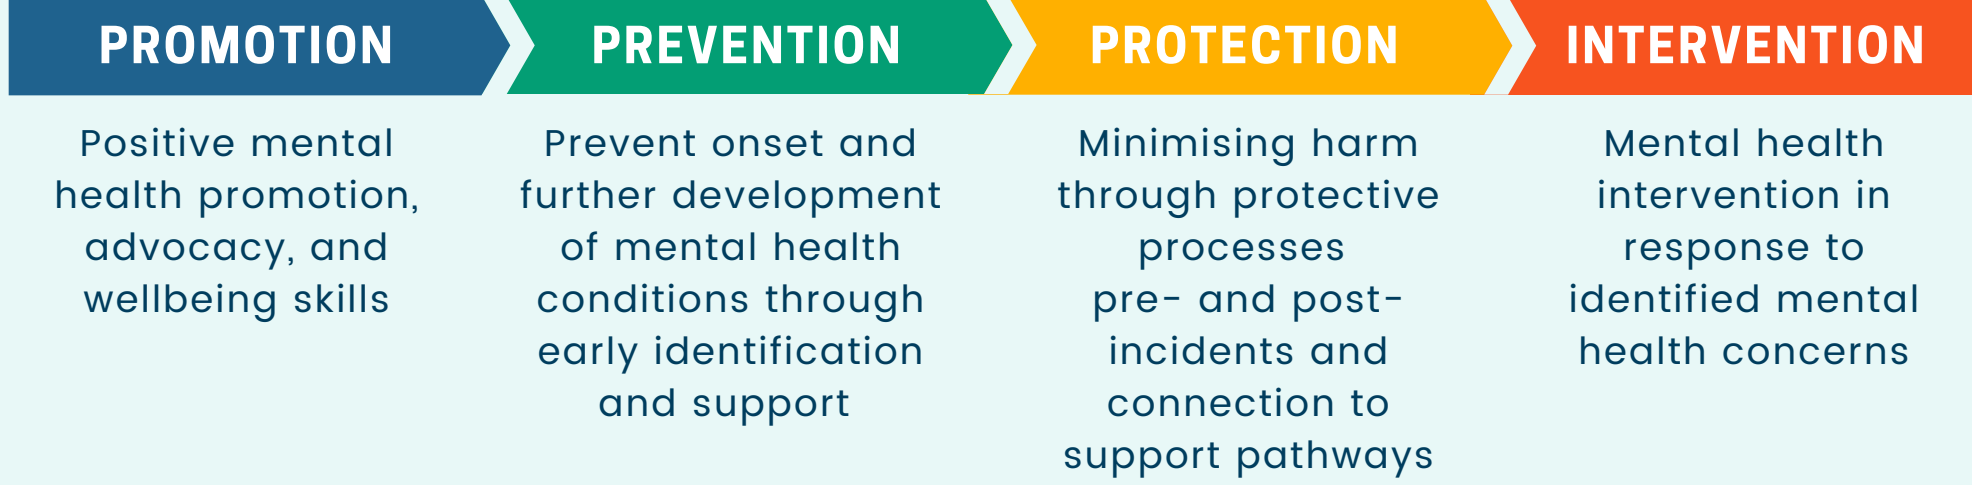 PROMOTION
Positive mental
health promotion,
advocacy, and
wellbeing skills
PREVENTION
Prevent onset and
further development
of mental health
conditions through
early identification
and support
PROTECTION
Minimising harm
through protective
processes
pre- and post-
incidents and
connection to
support pathways
INTERVENTION
Mental health
intervention in
response to
identified mental
health concerns